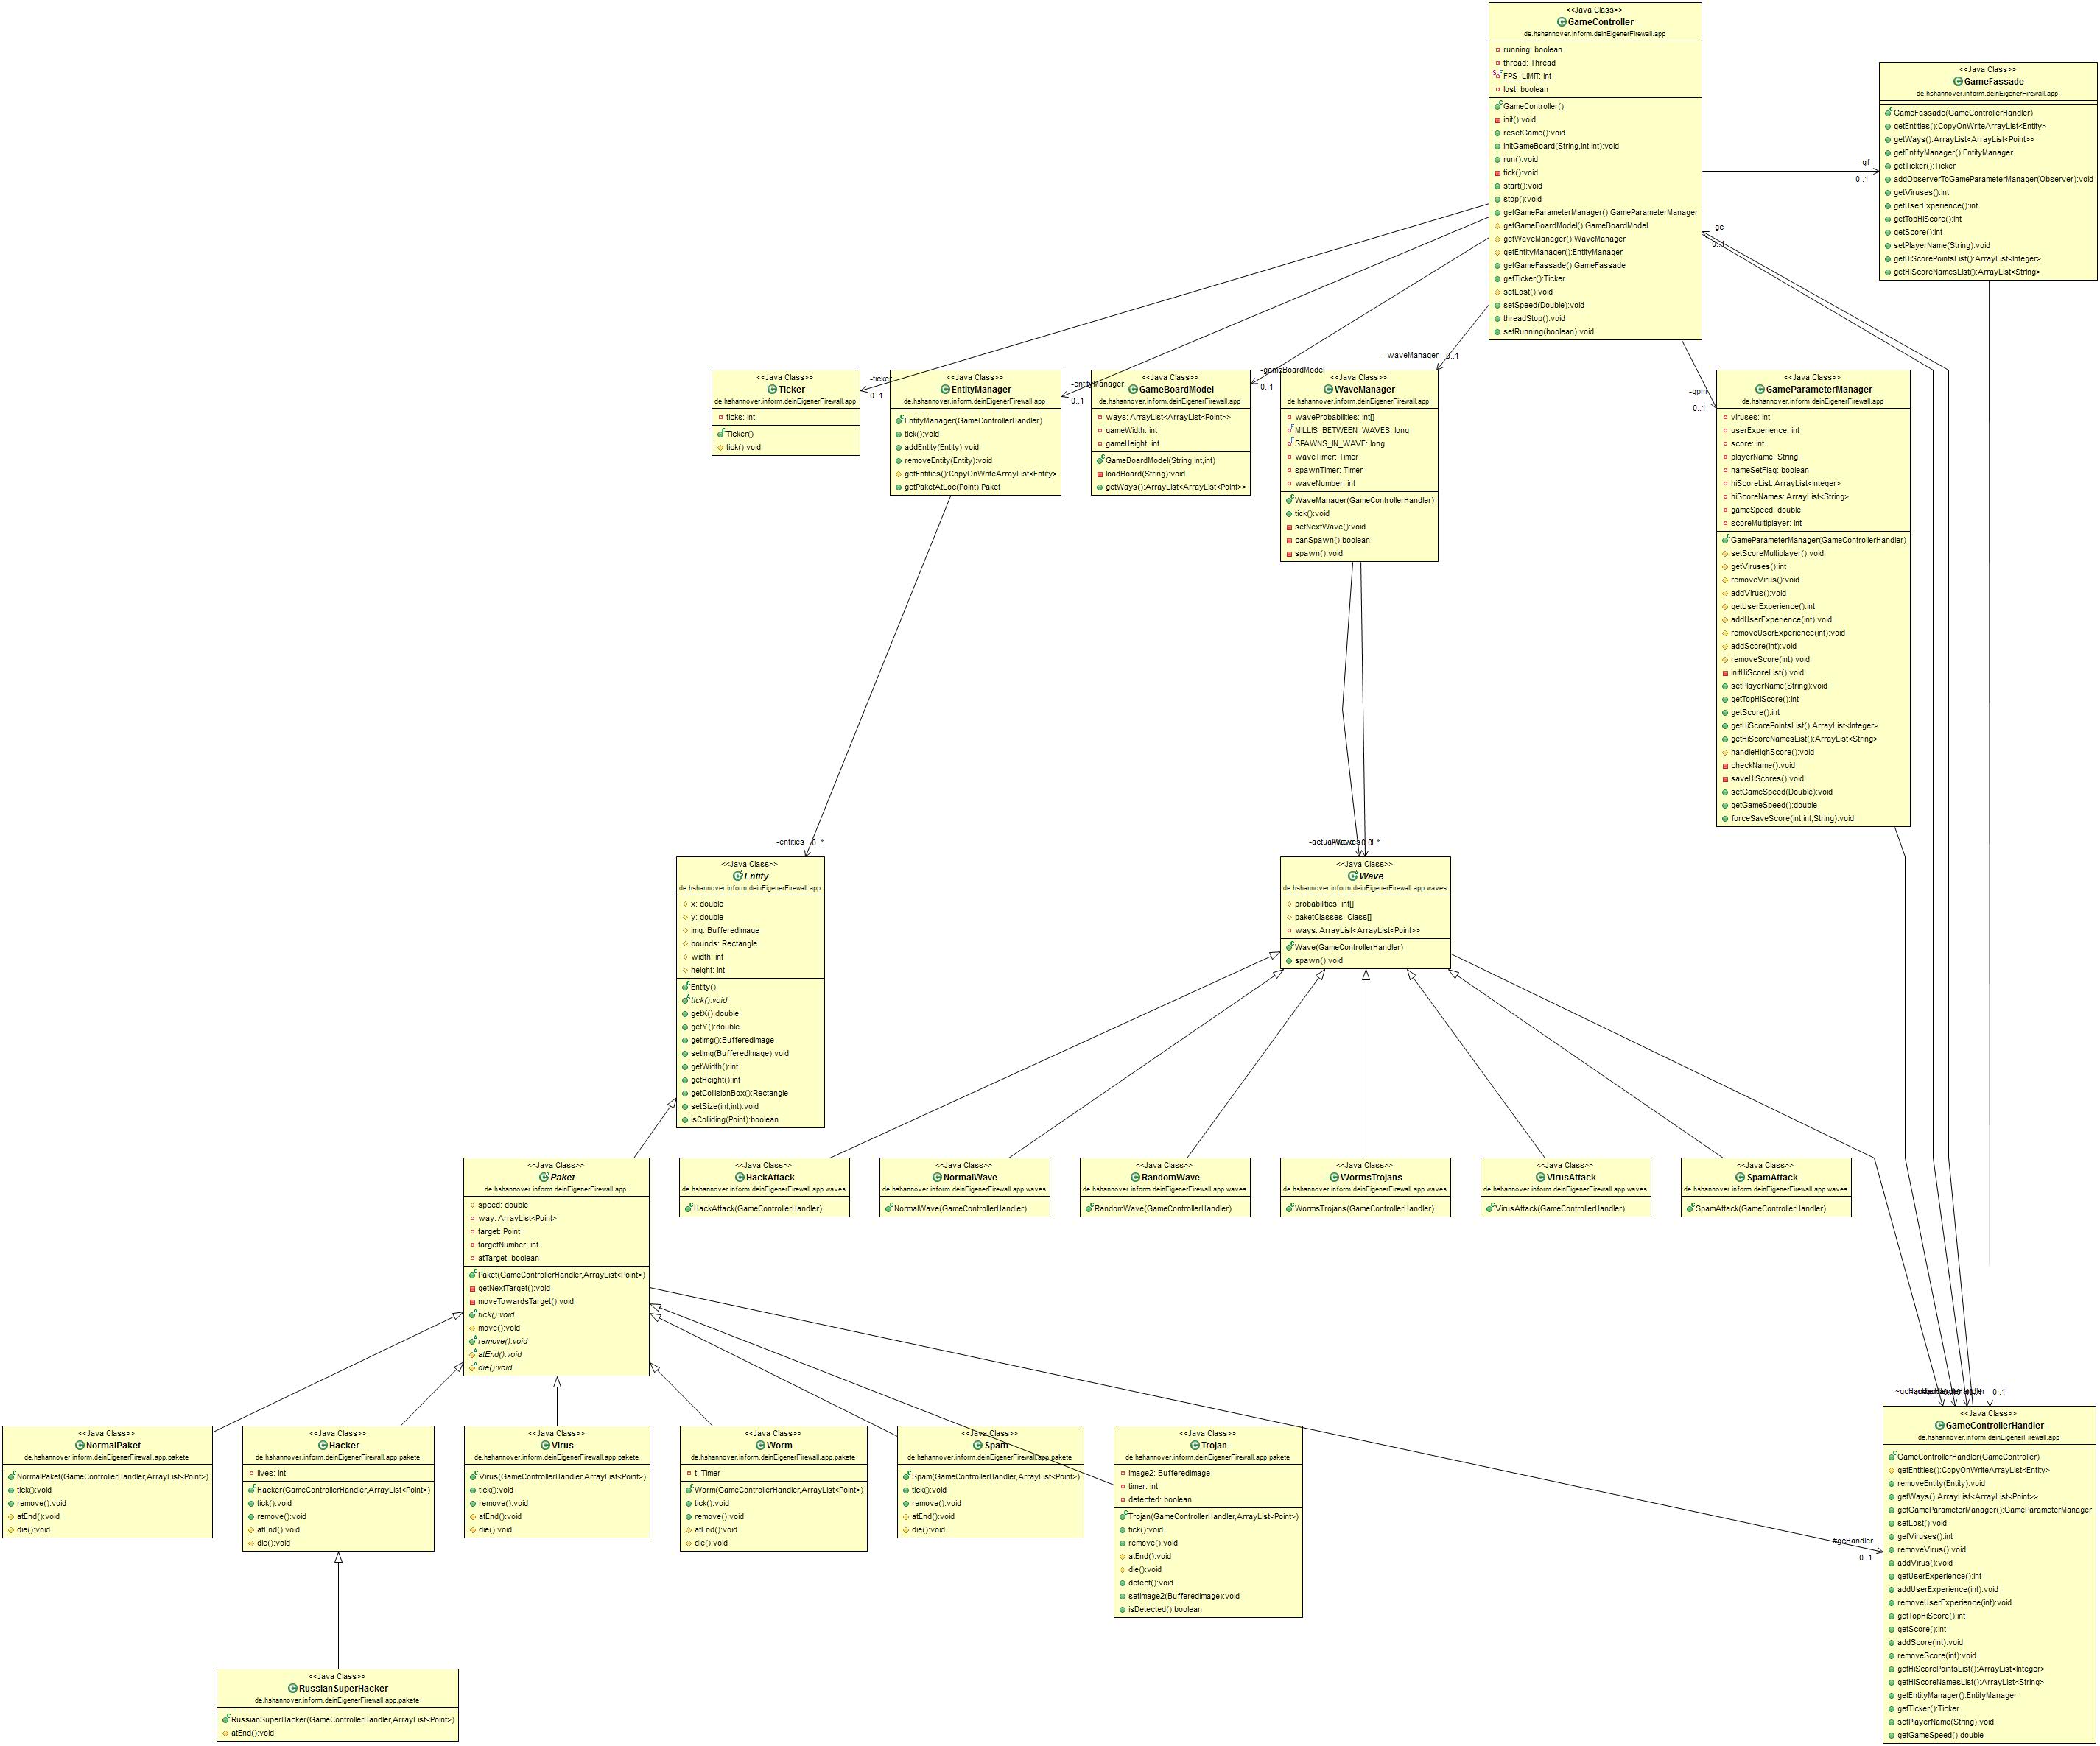 <<Java Class>>
GameController
de.hshannover.inform.deinEigenerFirewall.app
running: boolean
thread: Thread
FPS_LIMIT: int
lost: boolean
GameController()
init():void
resetGame():void
initGameBoard(String,int,int):void
run():void
tick():void
start():void
stop():void
getGameParameterManager():GameParameterManager
getGameBoardModel():GameBoardModel
getWaveManager():WaveManager
getEntityManager():EntityManager
getGameFassade():GameFassade
getTicker():Ticker
setLost():void
setSpeed(Double):void
threadStop():void
setRunning(boolean):void
<<Java Class>>
GameFassade
de.hshannover.inform.deinEigenerFirewall.app
GameFassade(GameControllerHandler)
getEntities():CopyOnWriteArrayList<Entity>
getWays():ArrayList<ArrayList<Point>>
getEntityManager():EntityManager
getTicker():Ticker
addObserverToGameParameterManager(Observer):void
getViruses():int
getUserExperience():int
getTopHiScore():int
getScore():int
setPlayerName(String):void
getHiScorePointsList():ArrayList<Integer>
getHiScoreNamesList():ArrayList<String>
-gf
0..1
-gc
0..1
-ticker
0..1
-entityManager
0..1
-gameBoardModel
0..1
-waveManager
0..1
-gpm
0..1
<<Java Class>>
Ticker
de.hshannover.inform.deinEigenerFirewall.app
ticks: int
Ticker()
tick():void
<<Java Class>>
EntityManager
de.hshannover.inform.deinEigenerFirewall.app
EntityManager(GameControllerHandler)
tick():void
addEntity(Entity):void
removeEntity(Entity):void
getEntities():CopyOnWriteArrayList<Entity>
getPaketAtLoc(Point):Paket
<<Java Class>>
GameBoardModel
de.hshannover.inform.deinEigenerFirewall.app
ways: ArrayList<ArrayList<Point>>
gameWidth: int
gameHeight: int
GameBoardModel(String,int,int)
loadBoard(String):void
getWays():ArrayList<ArrayList<Point>>
<<Java Class>>
WaveManager
de.hshannover.inform.deinEigenerFirewall.app
waveProbabilities: int[]
MILLIS_BETWEEN_WAVES: long
SPAWNS_IN_WAVE: long
waveTimer: Timer
spawnTimer: Timer
waveNumber: int
WaveManager(GameControllerHandler)
tick():void
setNextWave():void
canSpawn():boolean
spawn():void
<<Java Class>>
GameParameterManager
de.hshannover.inform.deinEigenerFirewall.app
viruses: int
userExperience: int
score: int
playerName: String
nameSetFlag: boolean
hiScoreList: ArrayList<Integer>
hiScoreNames: ArrayList<String>
gameSpeed: double
scoreMultiplayer: int
GameParameterManager(GameControllerHandler)
setScoreMultiplayer():void
getViruses():int
removeVirus():void
addVirus():void
getUserExperience():int
addUserExperience(int):void
removeUserExperience(int):void
addScore(int):void
removeScore(int):void
initHiScoreList():void
setPlayerName(String):void
getTopHiScore():int
getScore():int
getHiScorePointsList():ArrayList<Integer>
getHiScoreNamesList():ArrayList<String>
handleHighScore():void
checkName():void
saveHiScores():void
setGameSpeed(Double):void
getGameSpeed():double
forceSaveScore(int,int,String):void
-entities
0..*
<<Java Class>>
Entity
de.hshannover.inform.deinEigenerFirewall.app
x: double
y: double
img: BufferedImage
bounds: Rectangle
width: int
height: int
Entity()
tick():void
getX():double
getY():double
getImg():BufferedImage
setImg(BufferedImage):void
getWidth():int
getHeight():int
getCollisionBox():Rectangle
setSize(int,int):void
isColliding(Point):boolean
<<Java Class>>
Wave
de.hshannover.inform.deinEigenerFirewall.app.waves
probabilities: int[]
paketClasses: Class[]
ways: ArrayList<ArrayList<Point>>
Wave(GameControllerHandler)
spawn():void
<<Java Class>>
Paket
de.hshannover.inform.deinEigenerFirewall.app
speed: double
way: ArrayList<Point>
target: Point
targetNumber: int
atTarget: boolean
Paket(GameControllerHandler,ArrayList<Point>)
getNextTarget():void
moveTowardsTarget():void
tick():void
move():void
remove():void
atEnd():void
die():void
<<Java Class>>
HackAttack
de.hshannover.inform.deinEigenerFirewall.app.waves
HackAttack(GameControllerHandler)
<<Java Class>>
NormalWave
de.hshannover.inform.deinEigenerFirewall.app.waves
NormalWave(GameControllerHandler)
<<Java Class>>
RandomWave
de.hshannover.inform.deinEigenerFirewall.app.waves
RandomWave(GameControllerHandler)
<<Java Class>>
WormsTrojans
de.hshannover.inform.deinEigenerFirewall.app.waves
WormsTrojans(GameControllerHandler)
<<Java Class>>
VirusAttack
de.hshannover.inform.deinEigenerFirewall.app.waves
VirusAttack(GameControllerHandler)
<<Java Class>>
SpamAttack
de.hshannover.inform.deinEigenerFirewall.app.waves
SpamAttack(GameControllerHandler)
<<Java Class>>
NormalPaket
de.hshannover.inform.deinEigenerFirewall.app.pakete
NormalPaket(GameControllerHandler,ArrayList<Point>)
tick():void
remove():void
atEnd():void
die():void
<<Java Class>>
Hacker
de.hshannover.inform.deinEigenerFirewall.app.pakete
lives: int
Hacker(GameControllerHandler,ArrayList<Point>)
tick():void
remove():void
atEnd():void
die():void
<<Java Class>>
Virus
de.hshannover.inform.deinEigenerFirewall.app.pakete
Virus(GameControllerHandler,ArrayList<Point>)
tick():void
remove():void
atEnd():void
die():void
<<Java Class>>
Worm
de.hshannover.inform.deinEigenerFirewall.app.pakete
t: Timer
Worm(GameControllerHandler,ArrayList<Point>)
tick():void
remove():void
atEnd():void
die():void
<<Java Class>>
Spam
de.hshannover.inform.deinEigenerFirewall.app.pakete
Spam(GameControllerHandler,ArrayList<Point>)
tick():void
remove():void
atEnd():void
die():void
<<Java Class>>
Trojan
de.hshannover.inform.deinEigenerFirewall.app.pakete
image2: BufferedImage
timer: int
detected: boolean
Trojan(GameControllerHandler,ArrayList<Point>)
tick():void
remove():void
atEnd():void
die():void
detect():void
setImage2(BufferedImage):void
isDetected():boolean
#gcHandler
0..1
0..1
<<Java Class>>
GameControllerHandler
de.hshannover.inform.deinEigenerFirewall.app
GameControllerHandler(GameController)
getEntities():CopyOnWriteArrayList<Entity>
removeEntity(Entity):void
getWays():ArrayList<ArrayList<Point>>
getGameParameterManager():GameParameterManager
setLost():void
getViruses():int
removeVirus():void
addVirus():void
getUserExperience():int
addUserExperience(int):void
removeUserExperience(int):void
getTopHiScore():int
getScore():int
addScore(int):void
removeScore(int):void
getHiScorePointsList():ArrayList<Integer>
getHiScoreNamesList():ArrayList<String>
getEntityManager():EntityManager
getTicker():Ticker
setPlayerName(String):void
getGameSpeed():double
<<Java Class>>
RussianSuperHacker
de.hshannover.inform.deinEigenerFirewall.app.pakete
RussianSuperHacker(GameControllerHandler,ArrayList<Point>)
atEnd():void